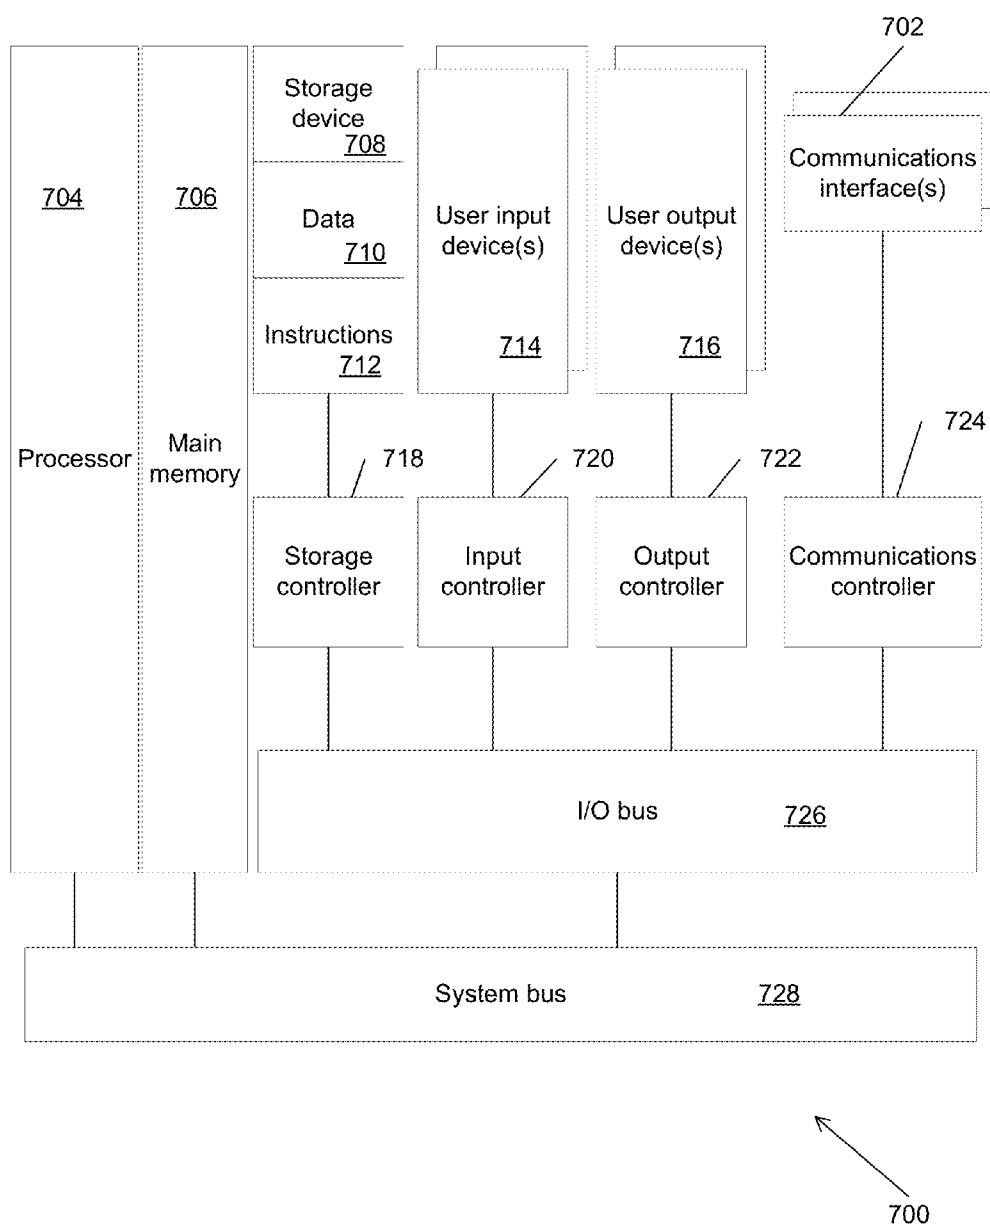 702
704
Processor
706
Main
memory
Storage
device
708
Data
710
Instructions
712
User input
device(s)
714
User output
device(s)
716
Communications
interface(s)
718
720
722
724
Storage
controller
Input
controller
Output
controller
Communications
controller
I/O bus
726
System bus
728
700